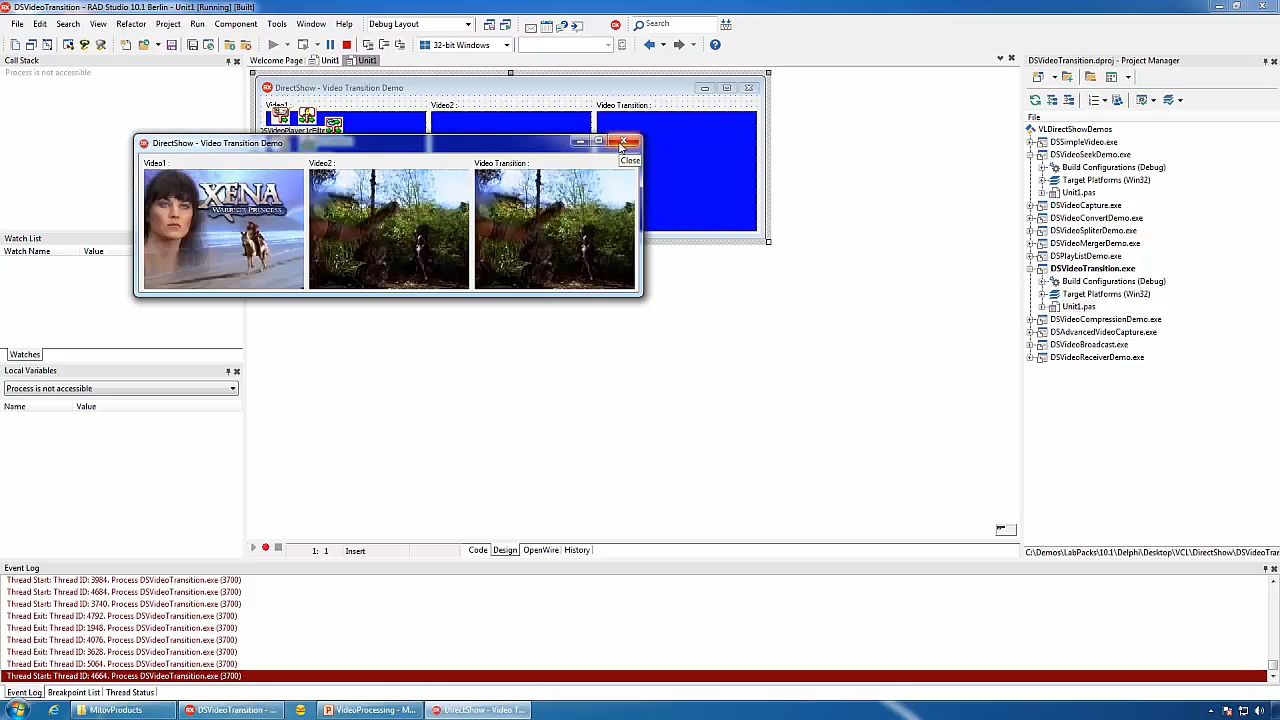 DSVideoTransition - RAD Studio 10.1 Berlin - Unit1 [Running] [Built]
File Edit Search View Refactor Project Run Component Tools Window Help Debug Layout Search
32-bit Windows
Call Stack
Process is not accessible
Welcome Page Unit1 Unit1
DirectShow - Video Transition Demo
Video1 Video2 : Video Transition :
DirectShow - Video Transition Demo
Close
Video1 : Video2 : Video Transition :
XENA
WARRIOR PRINCESS
Watch List
Watch Name Value
Watches
Local Variables
Process is not accessible
Name Value
1: 1 Insert Code Design OpenWire History
DSVideoTransition.dproj - Project Manager
File
VLDirectShowDemos
DSSimpleVideo.exe
DSVideoSeekDemo.exe
Build Configurations (Debug)
Target Platforms (Win32)
Unit1.pas
DSVideoCapture.exe
DSVideoConvertDemo.exe
DSVideoSpliterDemo.exe
DSVideoMergerDemo.exe
DSPlayListDemo.exe
DSVideoTransition.exe
Build Configurations (Debug)
Target Platforms (Win32)
Unit1.pas
DSVideoCompressionDemo.exe
DSAdvancedVideoCapture.exe
DSVideoBroadcast.exe
DSVideoReceiverDemo.exe
C:\Demos\LabPacks\10.1\Delphi\Desktop\VCL\DirectShow\DSVideoTran
Event Log
Thread Start: Thread ID: 3984. Process DSVideoTransition.exe (3700)
Thread Start: Thread ID: 4684. Process DSVideoTransition.exe (3700)
Thread Start: Thread ID: 3740. Process DSVideoTransition.exe (3700)
Thread Exit: Thread ID: 4792. Process DSVideoTransition.exe (3700)
Thread Exit: Thread ID: 1948. Process DSVideoTransition.exe (3700)
Thread Exit: Thread ID: 4076. Process DSVideoTransition.exe (3700)
Thread Exit: Thread ID: 3628. Process DSVideoTransition.exe (3700)
Thread Exit: Thread ID: 5064. Process DSVideoTransition.exe (3700)
Thread Start: Thread ID: 4664. Process DSVideoTransition.exe (3700)
Event Log Breakpoint List Thread Status
MitovProducts DSVideoTransition - ... VideoProcessing - M... DirectShow - Video T...